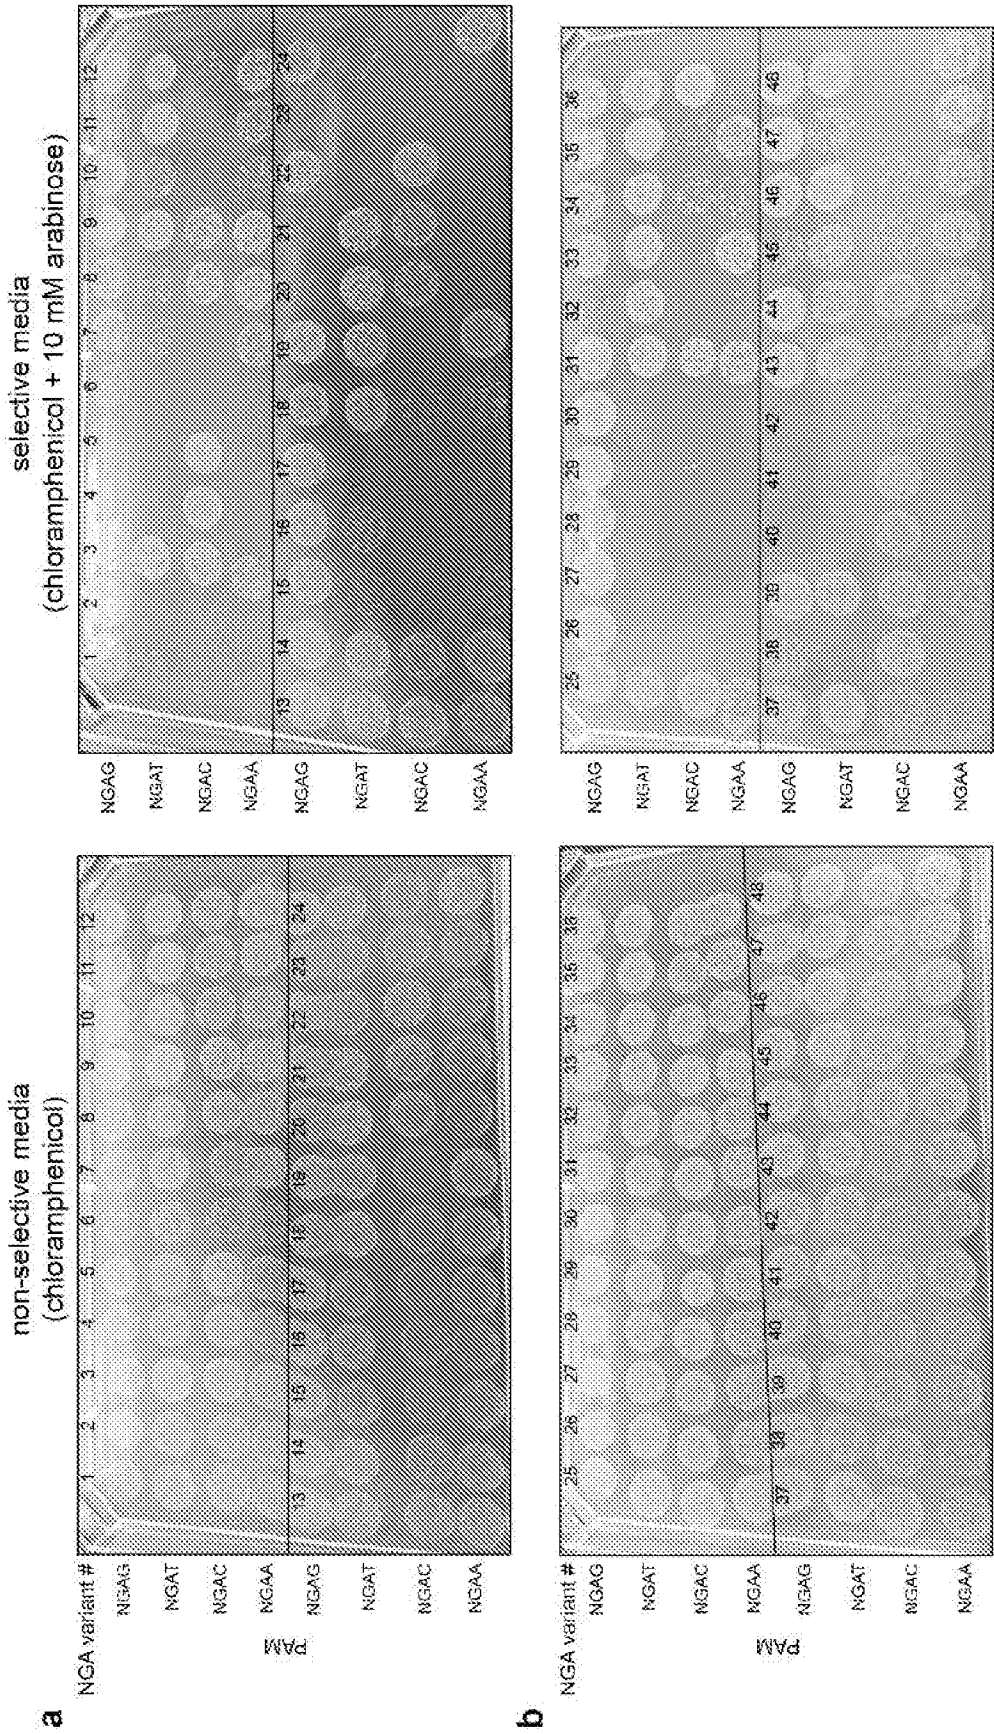 a
non-selective media
(chloramphenicol)
selective media
(chloramphenicol + 10 mM arabinose)
NGA variant # 1 2 3 4 5 6 7 8 9 10 11 12
1 2 3 4 5 6 7 8 9 10 11 12
NGAG
NGAT
NGAC
NGAA
PAM
13 14 15 16 17 18 19 20 21 22 23 24
NGAG
NGAT
NGAC
NGAA
NGAG
NGAT
NGAC
NGAA
13 14 15 16 17 18 19 20 21 22 23 24
NGAG
NGAT
NGAC
NGAA
b
NGA variant # 25 26 27 28 29 30 31 32 33 34 35 36
25 26 27 28 29 30 31 32 33 34 35 36
NGAG
NGAT
NGAC
NGAA
PAM
37 38 39 40 41 42 43 44 45 46 47 48
NGAG
NGAT
NGAC
NGAA
NGAG
NGAT
NGAC
NGAA
37 38 39 40 41 42 43 44 45 46 47 48
NGAG
NGAT
NGAC
NGAA